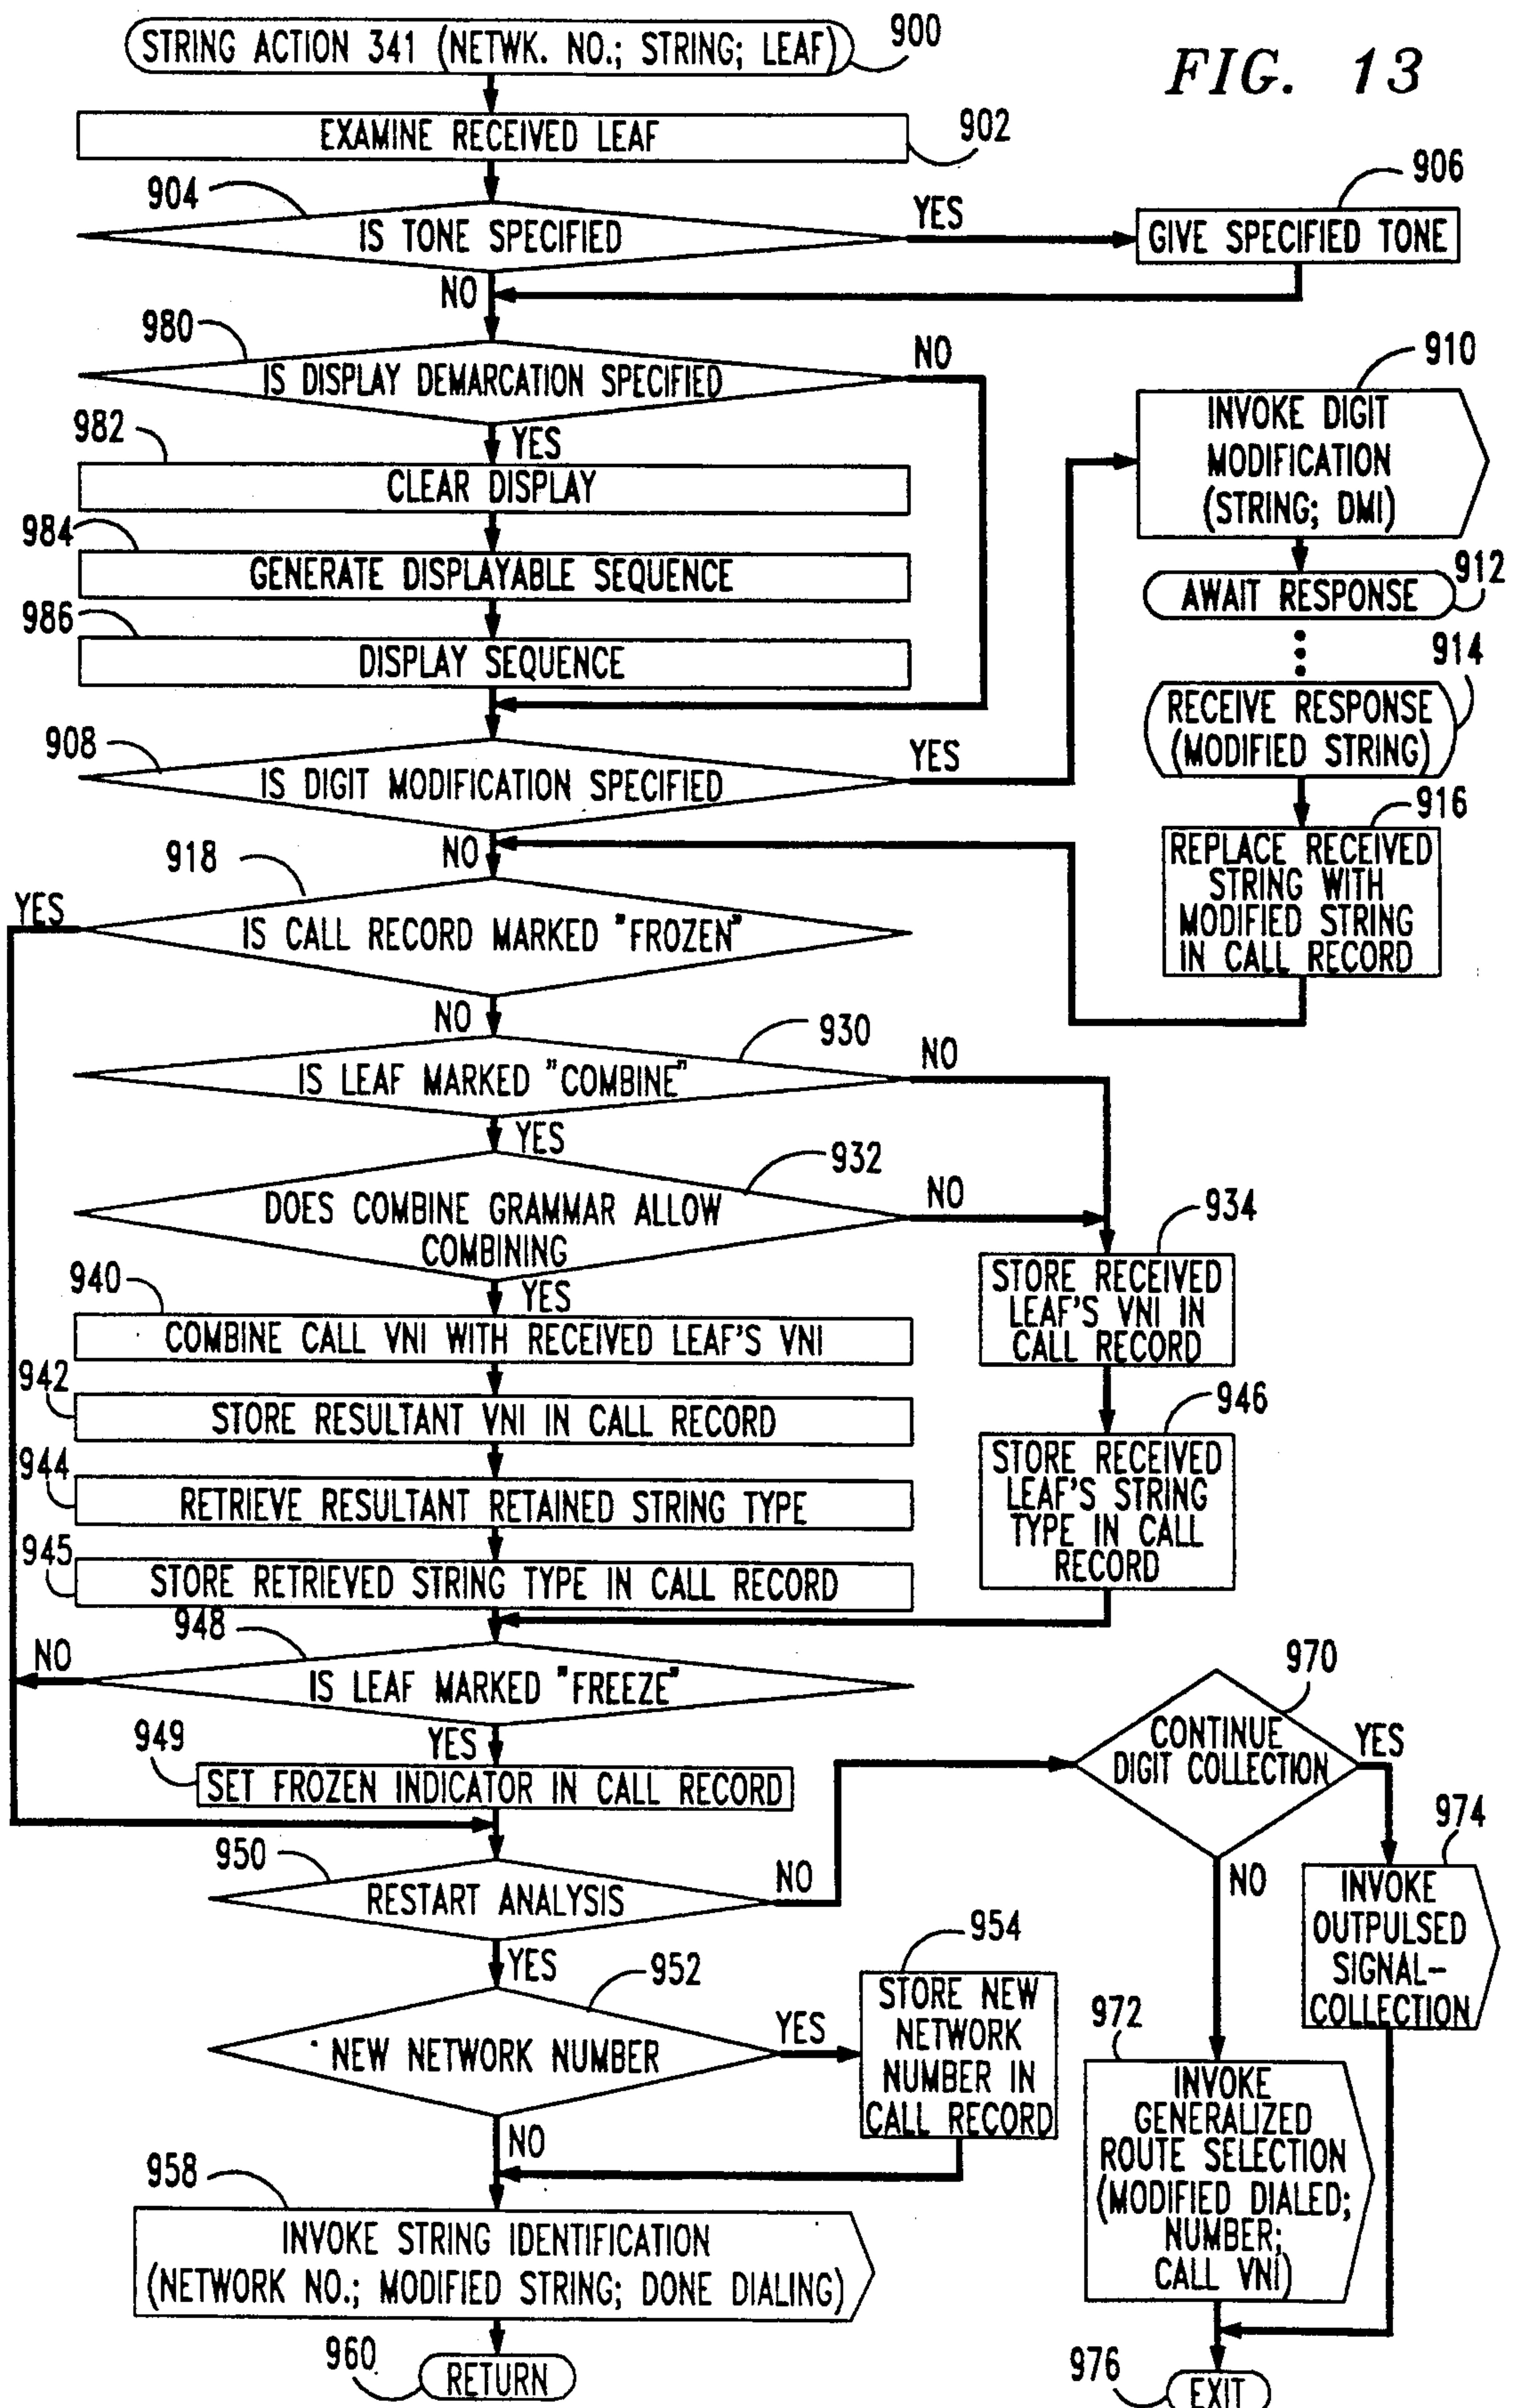 STRING ACTION 341 (NETWK. NO.; STRING; LEAF)
900
FIG. 13
EXAMINE RECEIVED LEAF
902
904
IS TONE SPECIFIED
YES
906
GIVE SPECIFIED TONE
NO
980
IS DISPLAY DEMARCATION SPECIFIED
NO
YES
982
CLEAR DISPLAY
984
GENERATE DISPLAYABLE SEQUENCE
986
DISPLAY SEQUENCE
910
INVOKE DIGIT
MODIFICATION
(STRING; DMI)
912
AWAIT RESPONSE
914
RECEIVE RESPONSE
(MODIFIED STRING)
908
IS DIGIT MODIFICATION SPECIFIED
YES
NO
916
REPLACE RECEIVED
STRING WITH
MODIFIED STRING
IN CALL RECORD
918
YES
IS CALL RECORD MARKED "FROZEN"
NO
930
IS LEAF MARKED "COMBINE"
NO
YES
932
DOES COMBINE GRAMMAR ALLOW
COMBINING
NO
YES
934
STORE RECEIVED
LEAF'S VNI IN
CALL RECORD
940
COMBINE CALL VNI WITH RECEIVED LEAF'S VNI
942
STORE RESULTANT VNI IN CALL RECORD
944
RETRIEVE RESULTANT RETAINED STRING TYPE
945
STORE RETRIEVED STRING TYPE IN CALL RECORD
946
STORE RECEIVED
LEAF'S STRING
TYPE IN CALL
RECORD
948
NO
IS LEAF MARKED "FREEZE"
YES
949
SET FROZEN INDICATOR IN CALL RECORD
950
RESTART ANALYSIS
NO
YES
970
CONTINUE
DIGIT COLLECTION
YES
NO
974
INVOKE
OUTPULSED
SIGNAL-
COLLECTION
952
NEW NETWORK NUMBER
YES
NO
954
STORE NEW
NETWORK
NUMBER IN
CALL RECORD
972
INVOKE
GENERALIZED
ROUTE SELECTION
(MODIFIED DIALED;
NUMBER;
CALL VNI)
958
INVOKE STRING IDENTIFICATION
(NETWORK NO.; MODIFIED STRING; DONE DIALING)
960
RETURN
976
EXIT